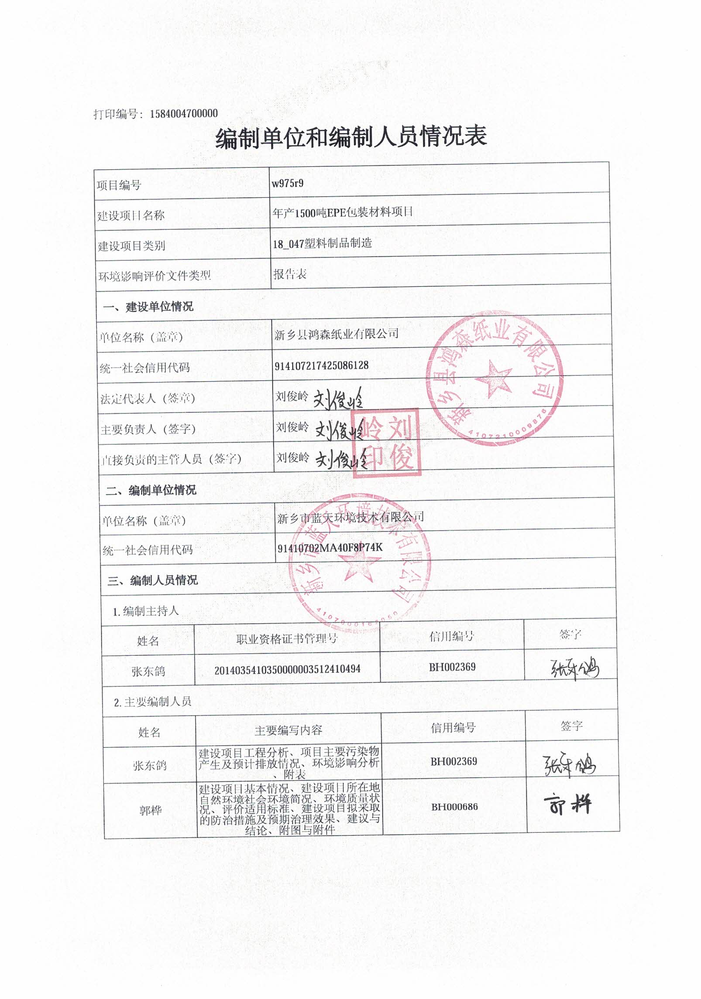 打印编号：1584004700000
编制单位和编制人员情况表
项目编号 w975r9
建设项目名称 年产1500吨EPE包装材料项目
建设项目类别 18_047塑料制品制造
环境影响评价文件类型 报告表
一、建设单位情况
单位名称（盖章） 新乡县鸿森纸业有限公司
统一社会信用代码 914107217425086128
法定代表人（签章） 刘俊岭 刘俊岭
主要负责人（签字） 刘俊岭 刘俊岭
直接负责的主管人员（签字） 刘俊岭 刘俊岭
新乡县鸿森纸业有限公司
4107210009876
刘俊岭印
二、编制单位情况
单位名称（盖章） 新乡市蓝天环境技术有限公司
统一社会信用代码 91410702MA40F8P74K
新乡市蓝天环境技术有限公司
三、编制人员情况
1.编制主持人
姓名 职业资格证书管理号 信用编号 签字
张东鸽 2014035410350000003512410494 BH002369 张东鸽
2.主要编制人员
姓名 主要编写内容 信用编号 签字
张东鸽 建设项目工程分析、项目主要污染物
产生及预计排放情况、环境影响分析
、附表 BH002369 张东鸽
郭桦 建设项目基本情况、建设项目所在地
自然环境社会环境简况、环境质量状
况、评价适用标准、建设项目拟采取
的防治措施及预期治理效果、建议与
结论、附图与附件 BH000686 郭桦